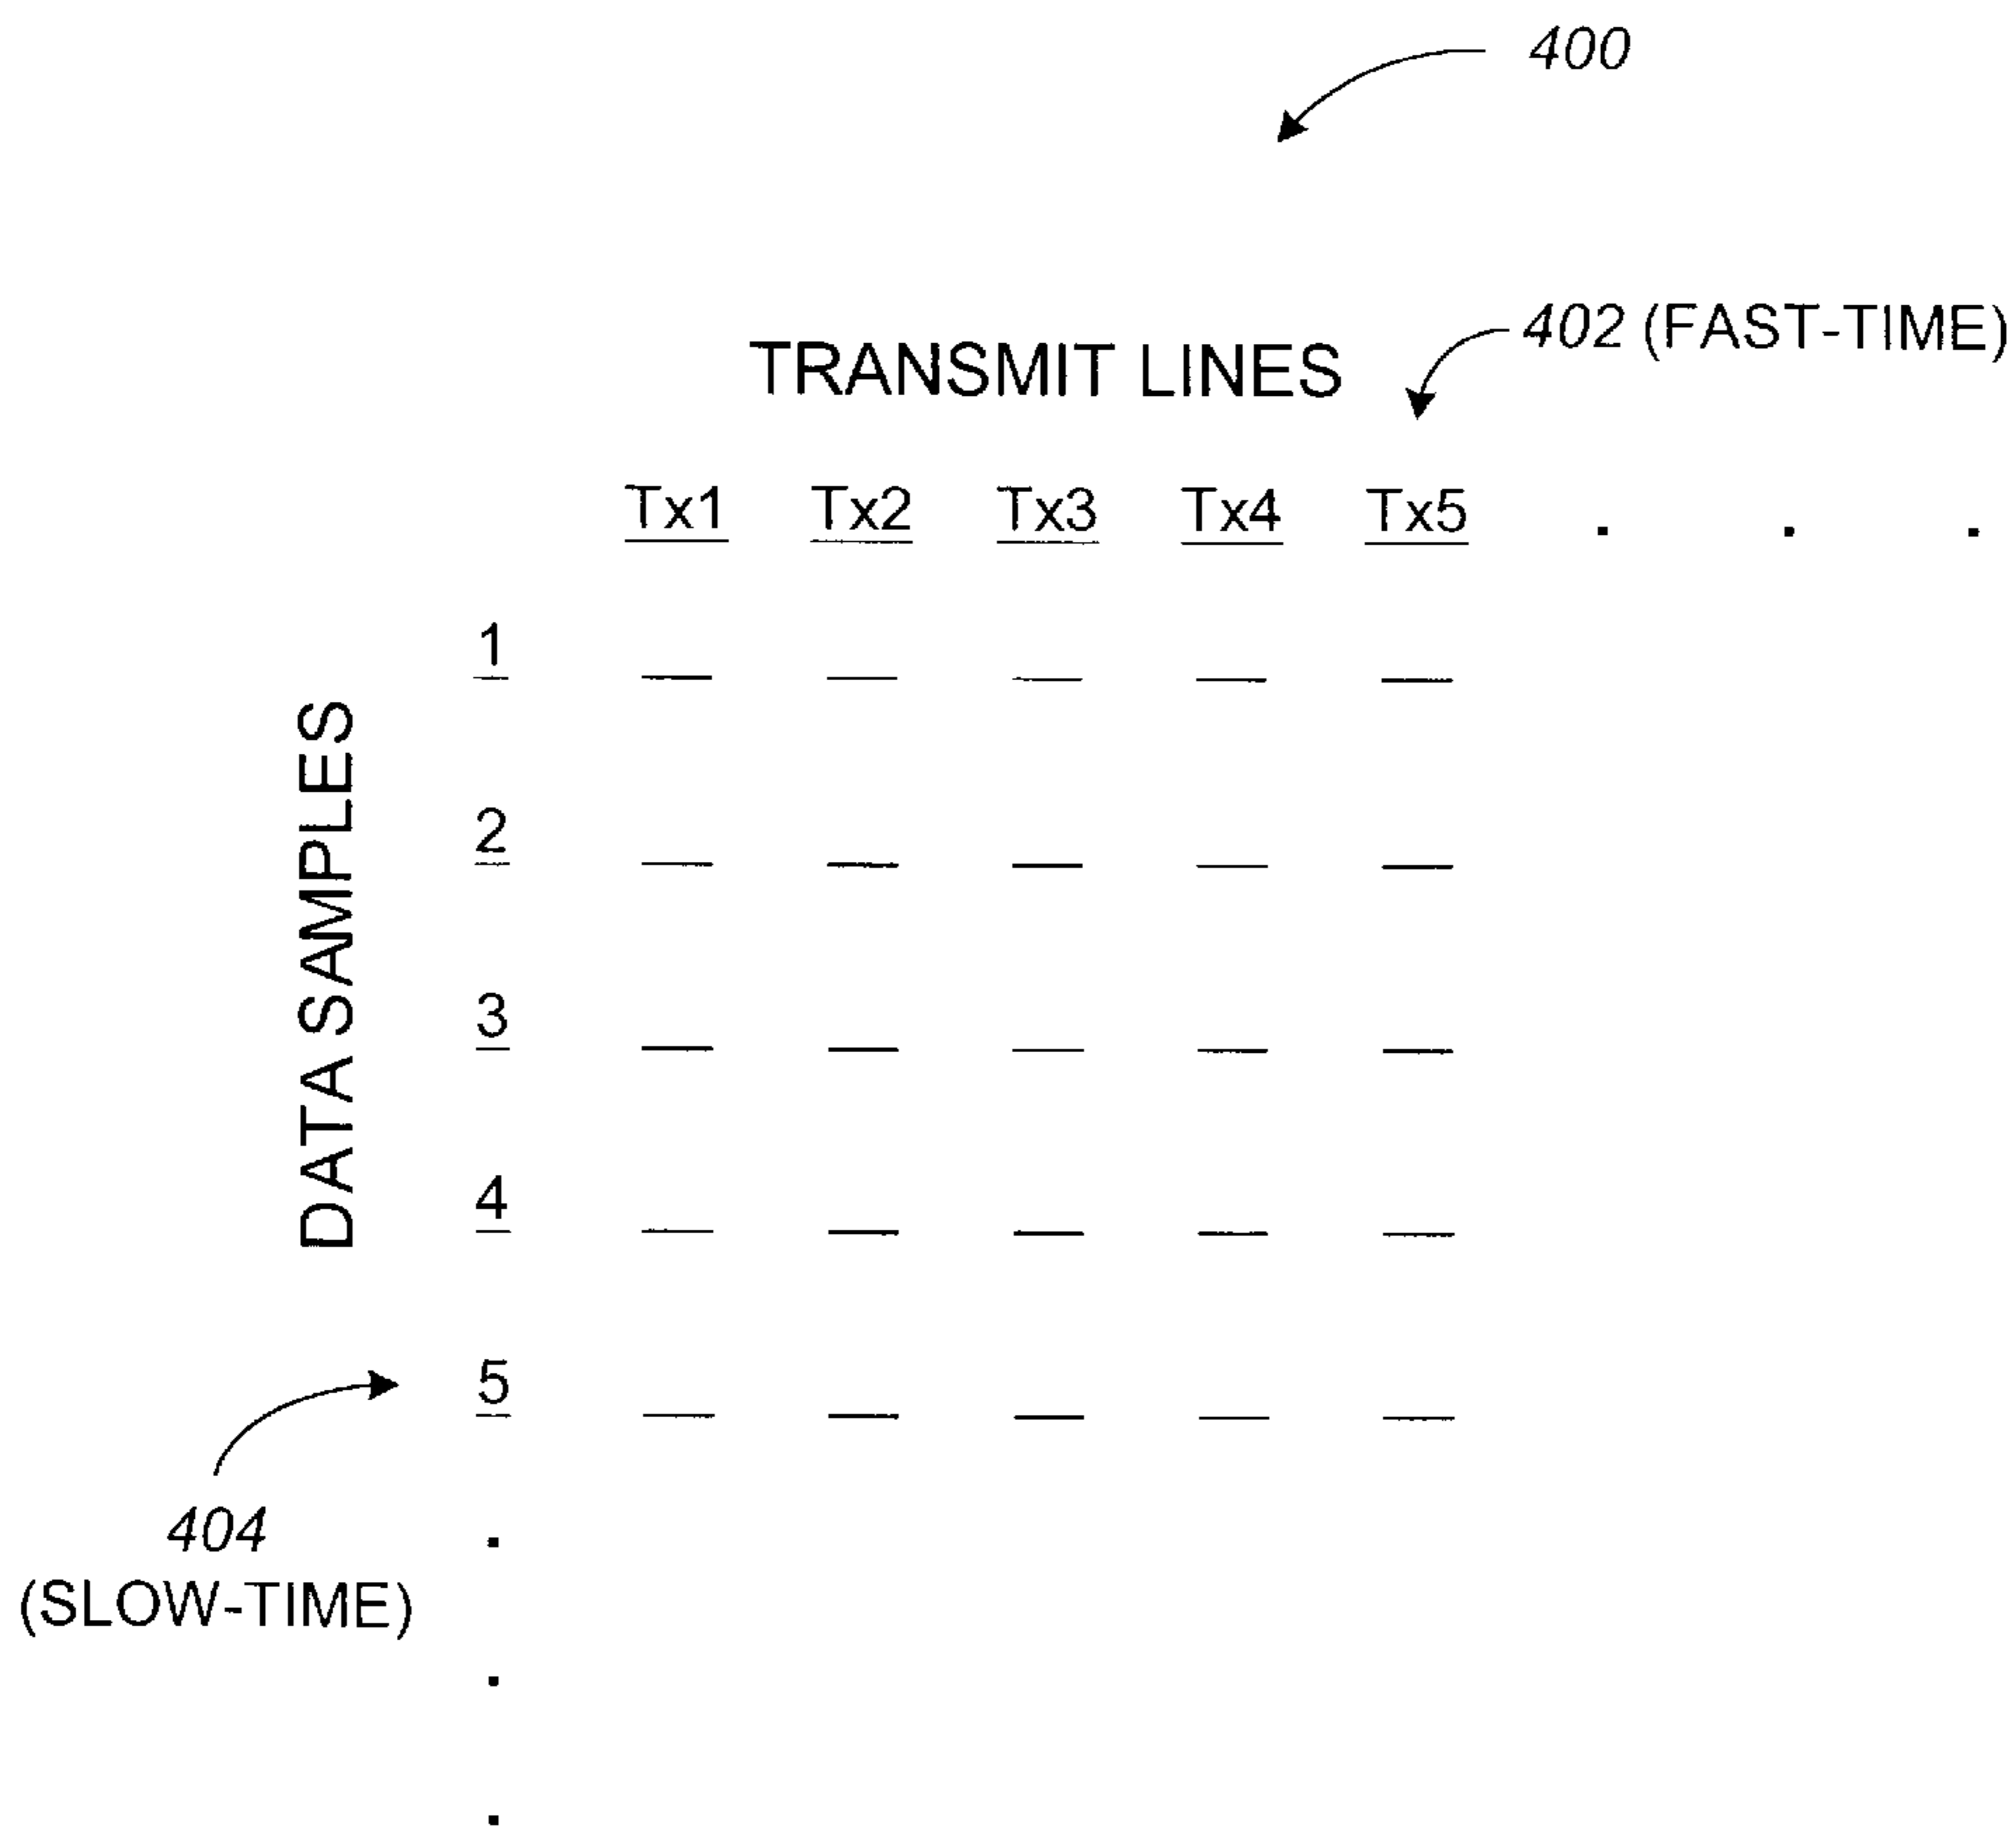 400
402 (FAST-TIME)
TRANSMIT LINES
Tx1 Tx2 Tx3 Tx4 Tx5 . . .
DATA SAMPLES
1
2
3
4
5
.
.
.
404
(SLOW-TIME)